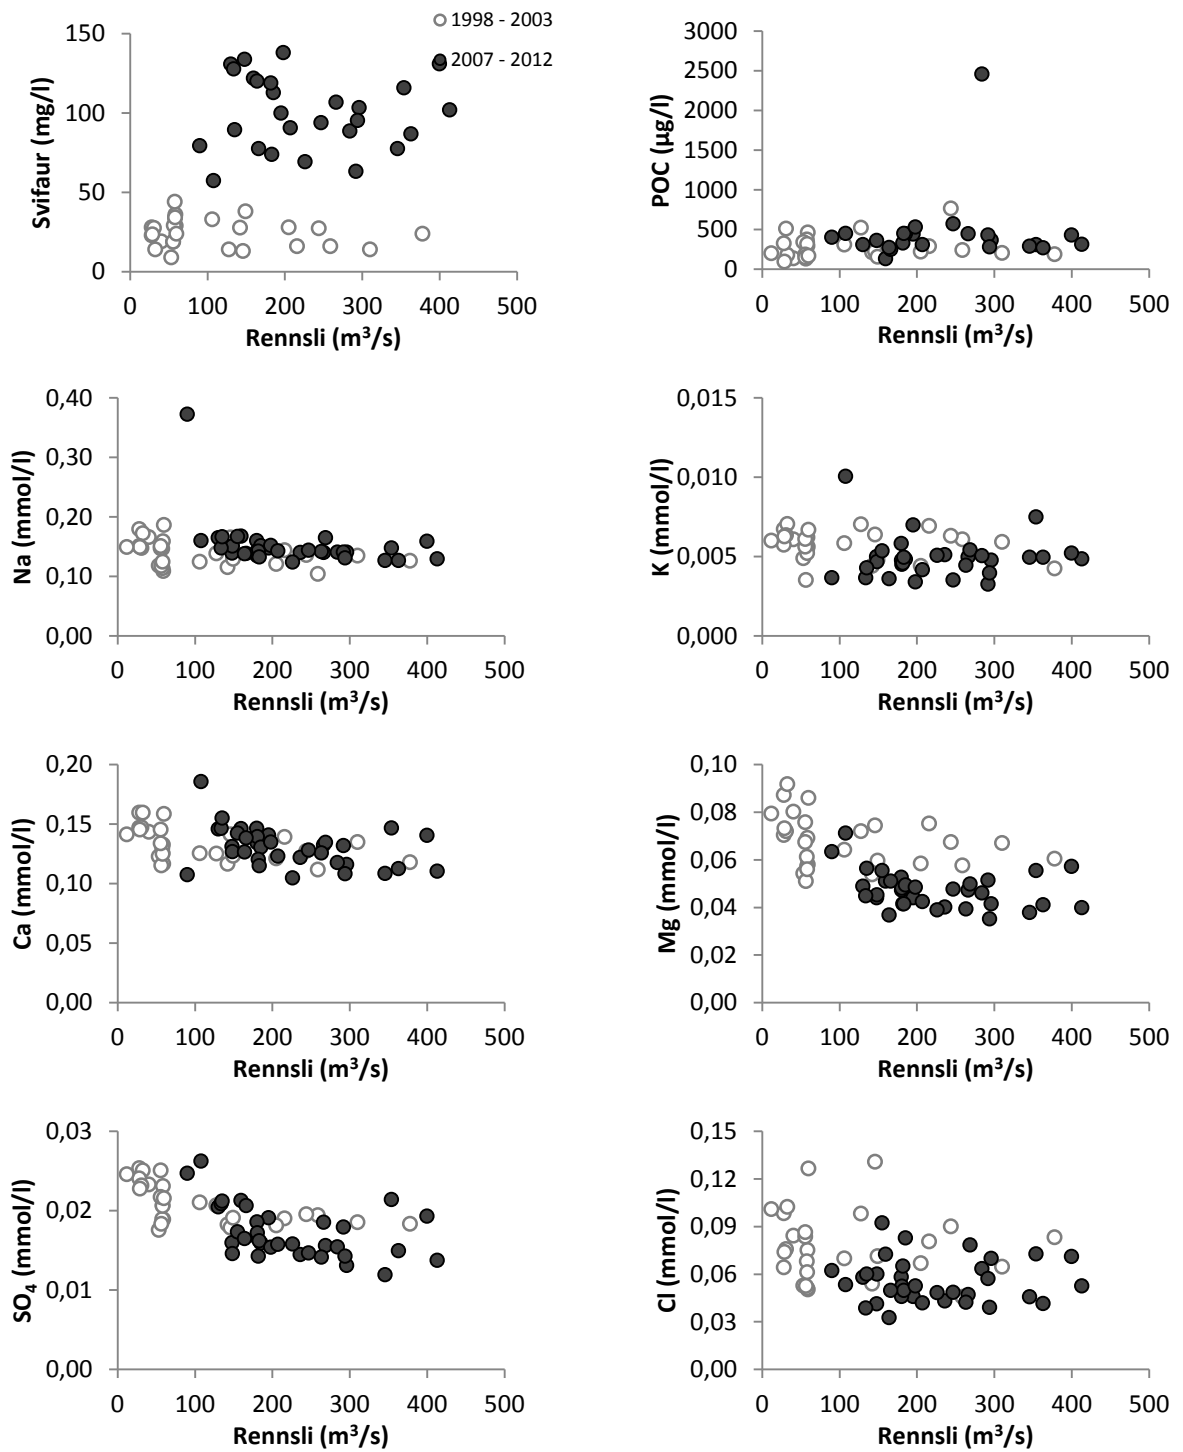 1998 - 2003
2007 - 2012
Svifaur (mg/l)
150
100
50
0
0 100 200 300 400 500
Rennsli (m³/s)
POC (µg/l)
3000
2500
2000
1500
1000
500
0
0 100 200 300 400 500
Rennsli (m³/s)
Na (mmol/l)
0,40
0,30
0,20
0,10
0,00
0 100 200 300 400 500
Rennsli (m³/s)
K (mmol/l)
0,015
0,010
0,005
0,000
0 100 200 300 400 500
Rennsli (m³/s)
Ca (mmol/l)
0,20
0,15
0,10
0,05
0,00
0 100 200 300 400 500
Rennsli (m³/s)
Mg (mmol/l)
0,10
0,08
0,06
0,04
0,02
0,00
0 100 200 300 400 500
Rennsli (m³/s)
SO₄ (mmol/l)
0,03
0,02
0,01
0,00
0 100 200 300 400 500
Rennsli (m³/s)
Cl (mmol/l)
0,15
0,12
0,09
0,06
0,03
0,00
0 100 200 300 400 500
Rennsli (m³/s)